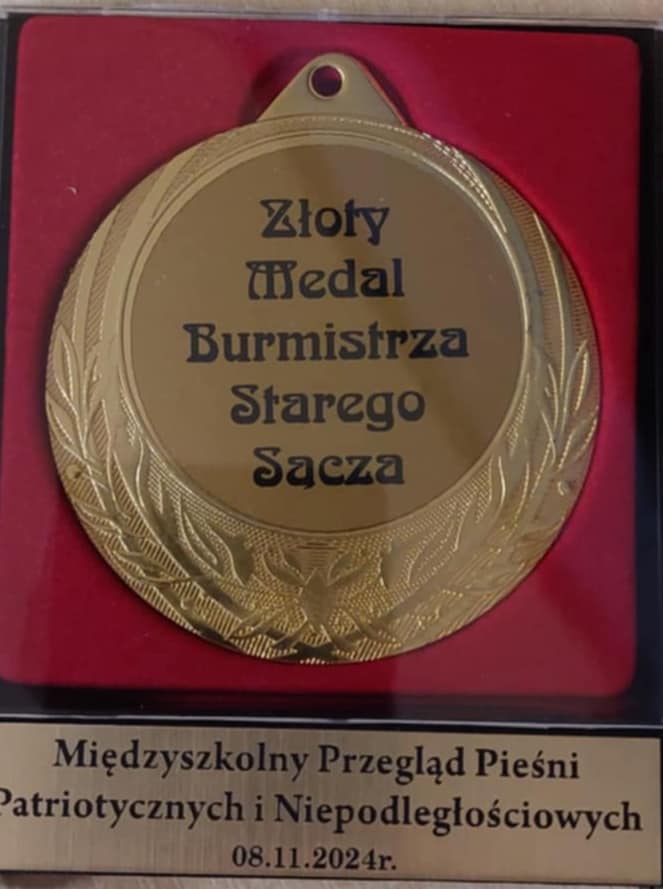 Złoty
Medal
Burmistrza
Starego
Sącza
Międzyszkolny Przegląd Pieśni
Patriotycznych i Niepodległościowych
08.11.2024r.